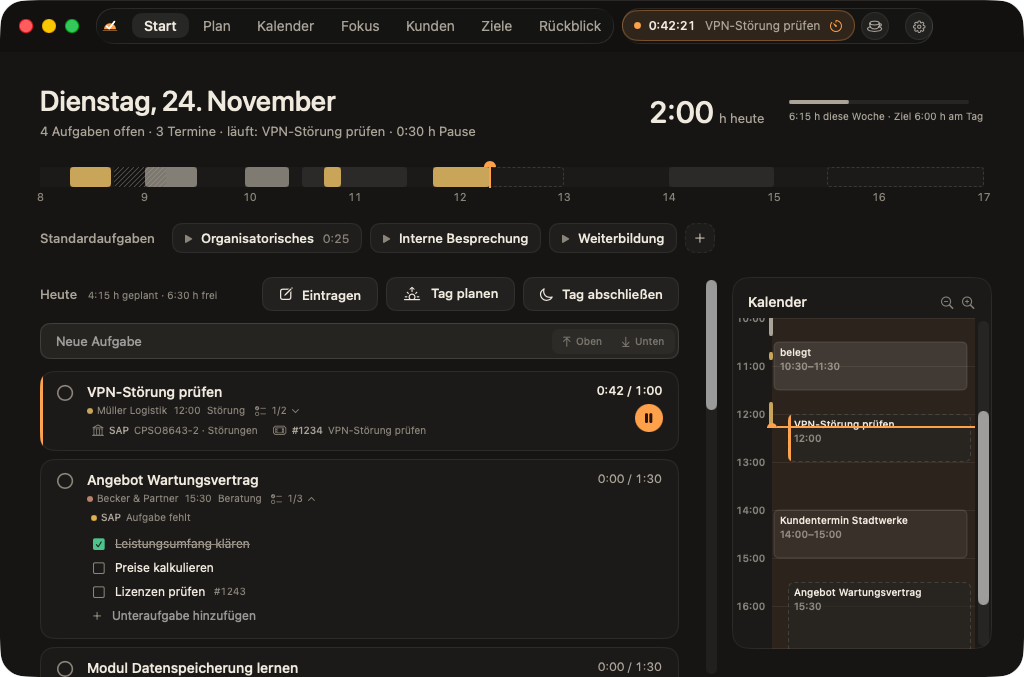 Start Plan Kalender Fokus Kunden Ziele Rückblick 0:42:21 VPN-Störung prüfen
Dienstag, 24. November
4 Aufgaben offen · 3 Termine · läuft: VPN-Störung prüfen · 0:30 h Pause
2:00 h heute
6:15 h diese Woche · Ziel 6:00 h am Tag
8 9 10 11 12 13 14 15 16 17
Standardaufgaben Organisatorisches 0:25 Interne Besprechung Weiterbildung +
Heute 4:15 h geplant · 6:30 h frei Eintragen Tag planen Tag abschließen
Neue Aufgabe Oben Unten
VPN-Störung prüfen 0:42 / 1:00
Müller Logistik 12:00 Störung 1/2
SAP CPSO8643-2 · Störungen #1234 VPN-Störung prüfen
Angebot Wartungsvertrag 0:00 / 1:30
Becker & Partner 15:30 Beratung 1/3
SAP Aufgabe fehlt
Leistungsumfang klären
Preise kalkulieren
Lizenzen prüfen #1243
+ Unteraufgabe hinzufügen
Modul Datenspeicherung lernen 0:00 / 1:30
Kalender
10:00
belegt
10:30–11:30
11:00
12:00
VPN-Störung prüfen
12:00
13:00
14:00
Kundentermin Stadtwerke
14:00–15:00
15:00
Angebot Wartungsvertrag
15:30
16:00